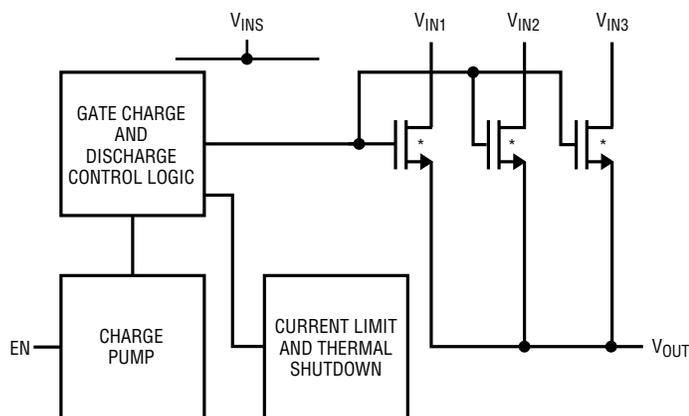 VINS
VIN1
VIN2
VIN3
GATE CHARGE
AND
DISCHARGE
CONTROL LOGIC
*
*
*
EN
CHARGE
PUMP
CURRENT LIMIT
AND THERMAL
SHUTDOWN
VOUT